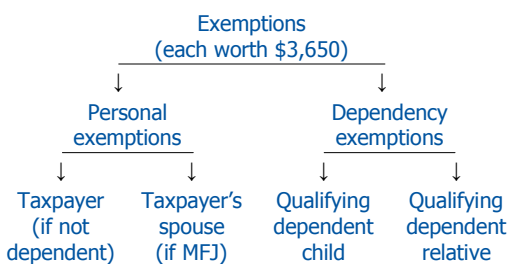 Exemptions
(each worth $3,650)
Personal
exemptions
Dependency
exemptions
Taxpayer
(if not
dependent)
Taxpayer's
spouse
(if MFJ)
Qualifying
dependent
child
Qualifying
dependent
relative